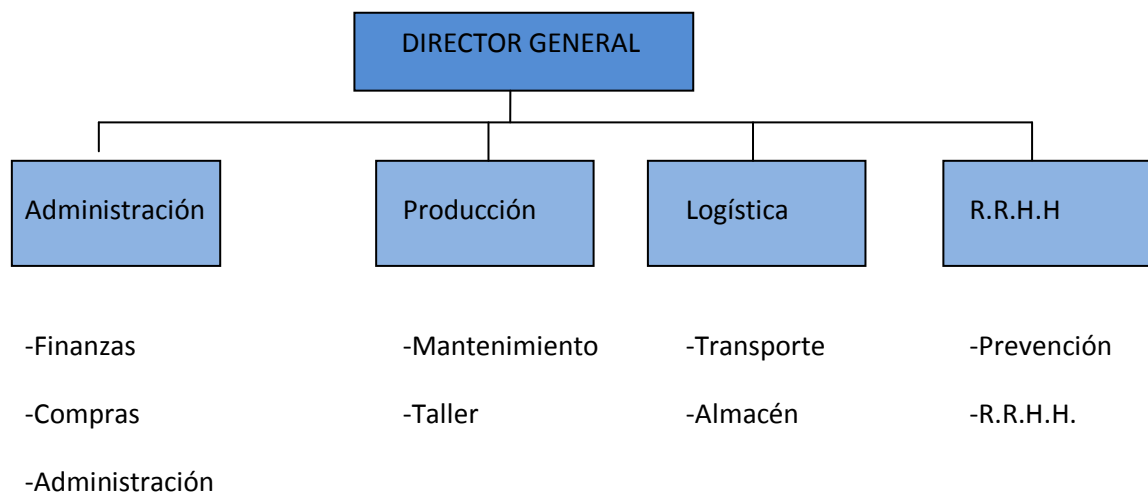 DIRECTOR GENERAL
Administración
Producción
Logística
R.R.H.H
-Finanzas
-Compras
-Administración
-Mantenimiento
-Taller
-Transporte
-Almacén
-Prevención
-R.R.H.H.